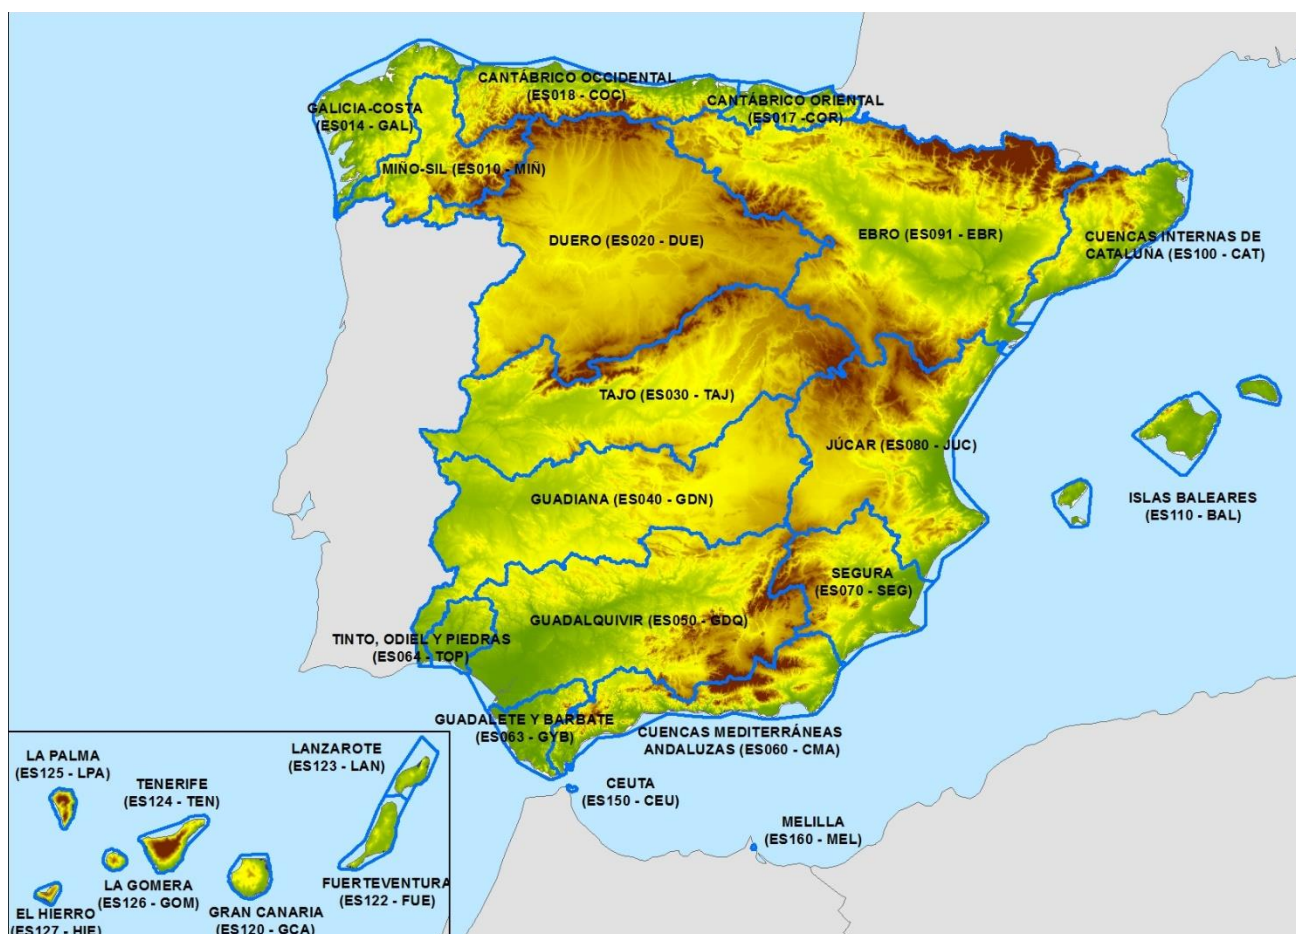 CANTÁBRICO OCCIDENTAL
(ES018 - COC)
CANTÁBRICO ORIENTAL
(ES017 -COR)
GALICIA-COSTA
(ES014 - GAL)
MIÑO-SIL (ES010 - MIÑ)
DUERO (ES020 - DUE)
EBRO (ES091 - EBR)
CUENCAS INTERNAS DE
CATALUÑA (ES100 - CAT)
TAJO (ES030 - TAJ)
JÚCAR (ES080 - JUC)
GUADIANA (ES040 - GDN)
ISLAS BALEARES
(ES110 - BAL)
SEGURA
(ES070 - SEG)
GUADALQUIVIR (ES050 - GDQ)
TINTO, ODIEL Y PIEDRAS
(ES064 - TOP)
GUADALETE Y BARBATE
(ES063 - GYB)
CUENCAS MEDITERRÁNEAS
ANDALUZAS (ES060 - CMA)
CEUTA
(ES150 - CEU)
MELILLA
(ES160 - MEL)
LA PALMA
(ES125 - LPA)
TENERIFE
(ES124 - TEN)
LANZAROTE
(ES123 - LAN)
LA GOMERA
(ES126 - GOM)
FUERTEVENTURA
(ES122 - FUE)
EL HIERRO
(ES127 - HIE)
GRAN CANARIA
(ES120 - GCA)